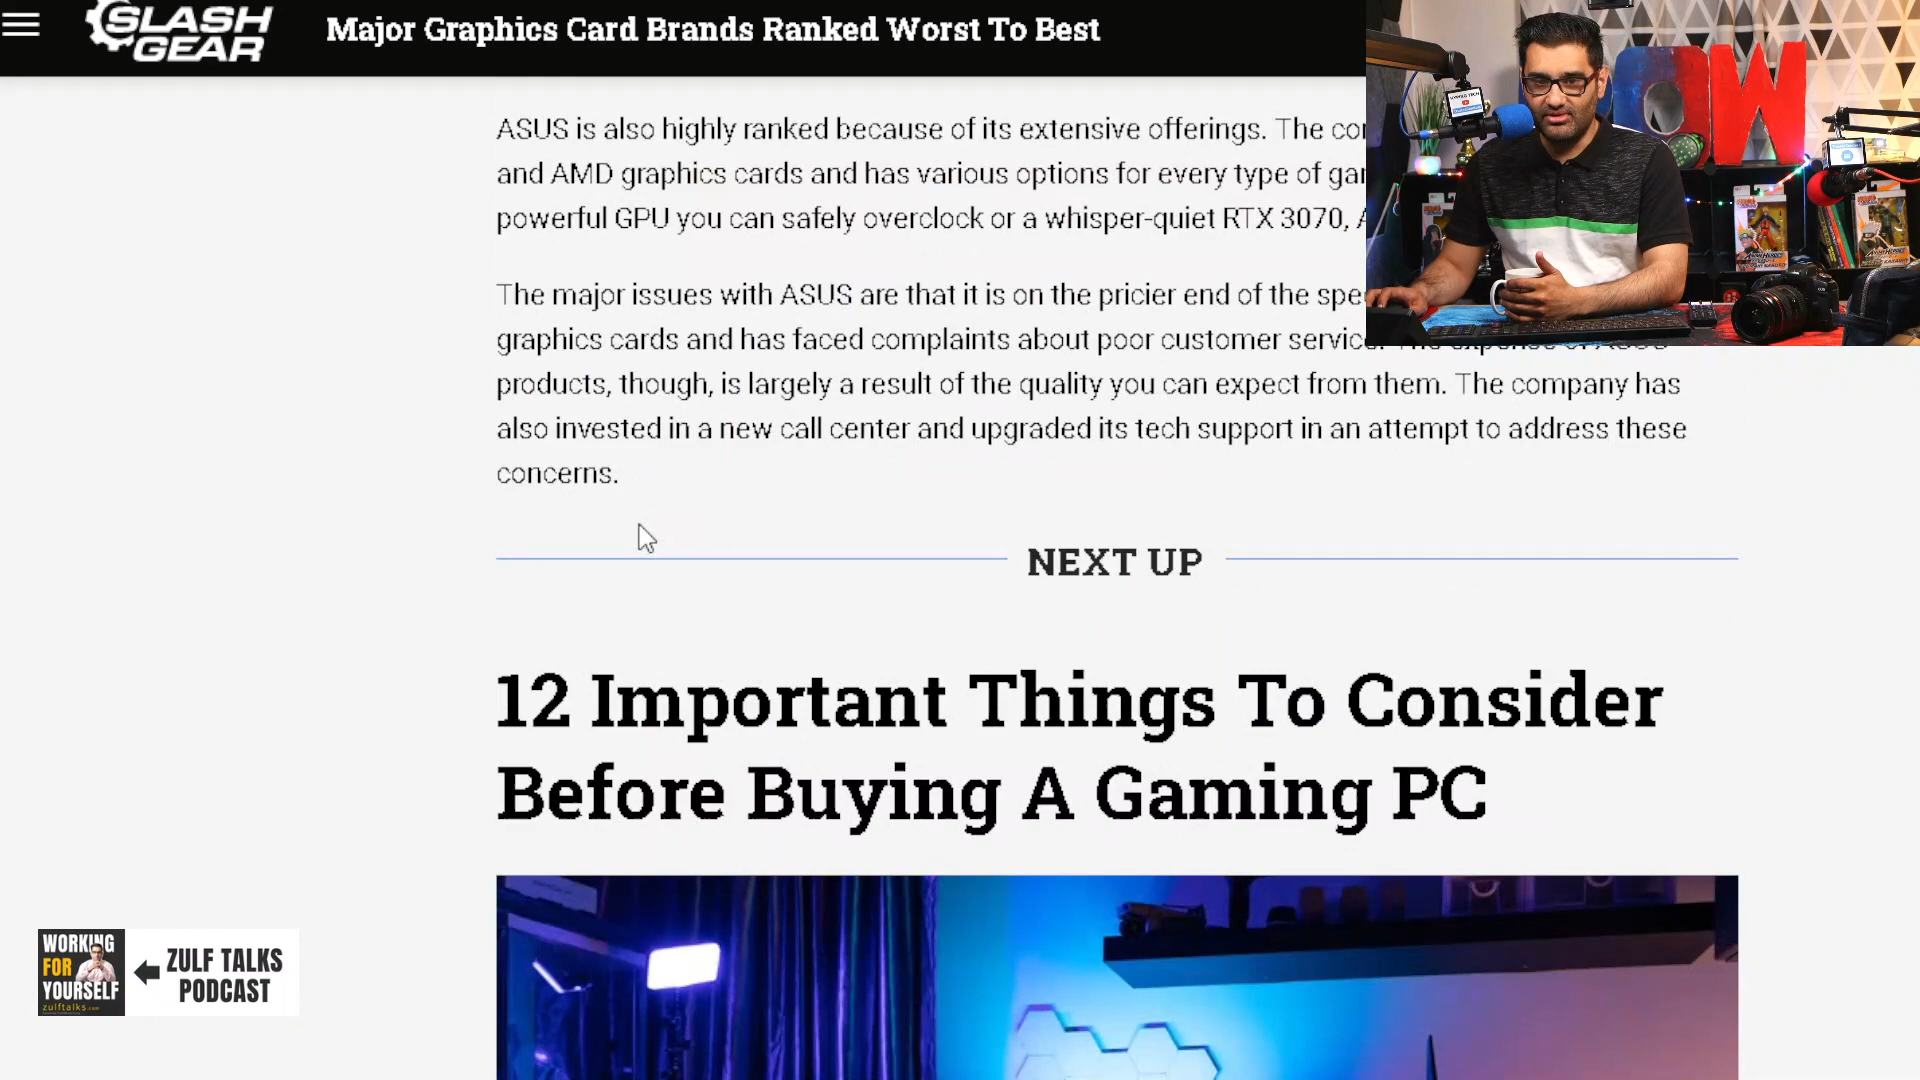 SLASH
GEAR
Major Graphics Card Brands Ranked Worst To Best
ASUS is also highly ranked because of its extensive offerings. The
and AMD graphics cards and has various options for every type of
powerful GPU you can safely overclock or a whisper-quiet RTX 3070,
The major issues with ASUS are that it is on the pricier end of the
graphics cards and has faced complaints about poor customer service.
products, though, is largely a result of the quality you can expect from them. The company has
also invested in a new call center and upgraded its tech support in an attempt to address these
concerns.
NEXT UP
12 Important Things To Consider
Before Buying A Gaming PC
WORKING
FOR
YOURSELF
zulftalks.com
ZULF TALKS
PODCAST